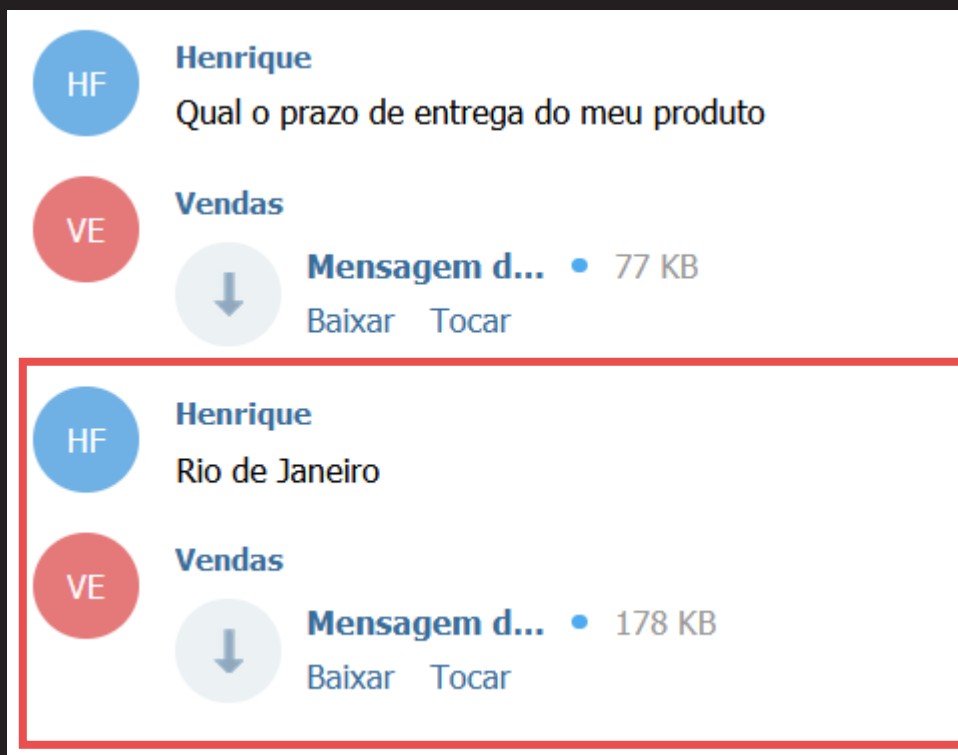 HF
Henrique
Qual o prazo de entrega do meu produto
VE
Vendas
Mensagem d... • 77 KB
Baixar Tocar
HF
Henrique
Rio de Janeiro
VE
Vendas
Mensagem d... • 178 KB
Baixar Tocar